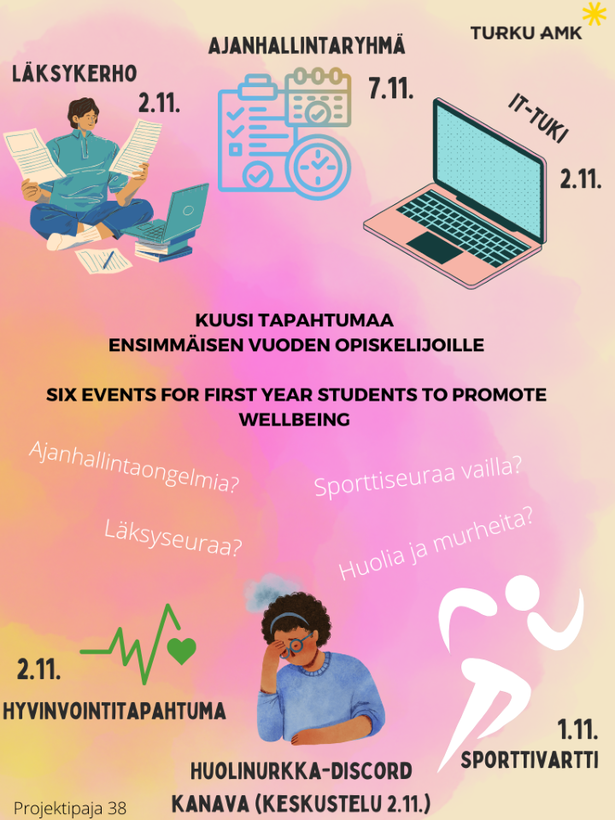 TURKU AMK
AJANHALLINTARYHMÄ
7.11.
LÄKSYKERHO
2.11.
IT-TUKI
2.11.
KUUSI TAPAHTUMAA
ENSIMMÄISEN VUODEN OPISKELIJOILLE
SIX EVENTS FOR FIRST YEAR STUDENTS TO PROMOTE
WELLBEING
Ajanhallintaongelmia?
Sporttiseuraa vailla?
Läksyseuraa?
Huolia ja murheita?
2.11.
HYVINVOINTITAPAHTUMA
1.11.
SPORTTIVARTTI
HUOLINURKKA-DISCORD
KANAVA (KESKUSTELU 2.11.)
Projektipaja 38